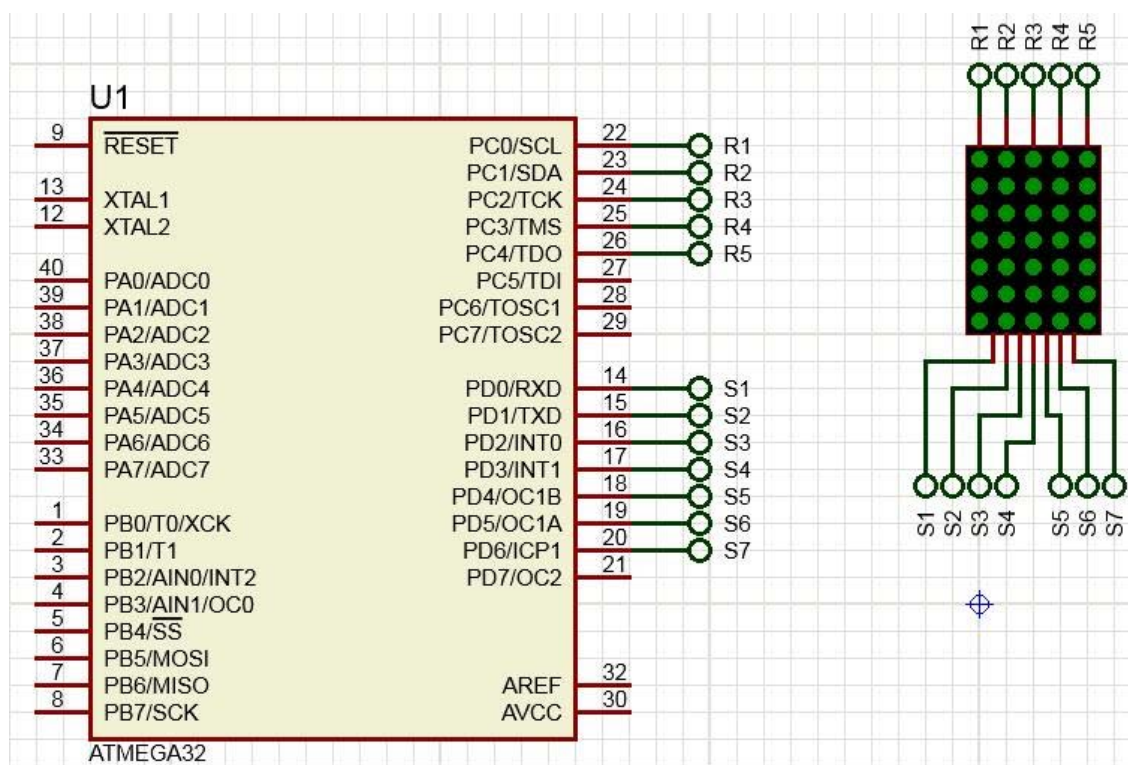 U1
9 RESET
13 XTAL1
12 XTAL2
40 PA0/ADC0
39 PA1/ADC1
38 PA2/ADC2
37 PA3/ADC3
36 PA4/ADC4
35 PA5/ADC5
34 PA6/ADC6
33 PA7/ADC7
1 PB0/T0/XCK
2 PB1/T1
3 PB2/AIN0/INT2
4 PB3/AIN1/OC0
5 PB4/SS
6 PB5/MOSI
7 PB6/MISO
8 PB7/SCK
PC0/SCL 22 R1
PC1/SDA 23 R2
PC2/TCK 24 R3
PC3/TMS 25 R4
PC4/TDO 26 R5
PC5/TDI 27
PC6/TOSC1 28
PC7/TOSC2 29
PD0/RXD 14 S1
PD1/TXD 15 S2
PD2/INT0 16 S3
PD3/INT1 17 S4
PD4/OC1B 18 S5
PD5/OC1A 19 S6
PD6/ICP1 20 S7
PD7/OC2 21
AREF 32
AVCC 30
ATMEGA32
R1 R2 R3 R4 R5
S1 S2 S3 S4 S5 S6 S7